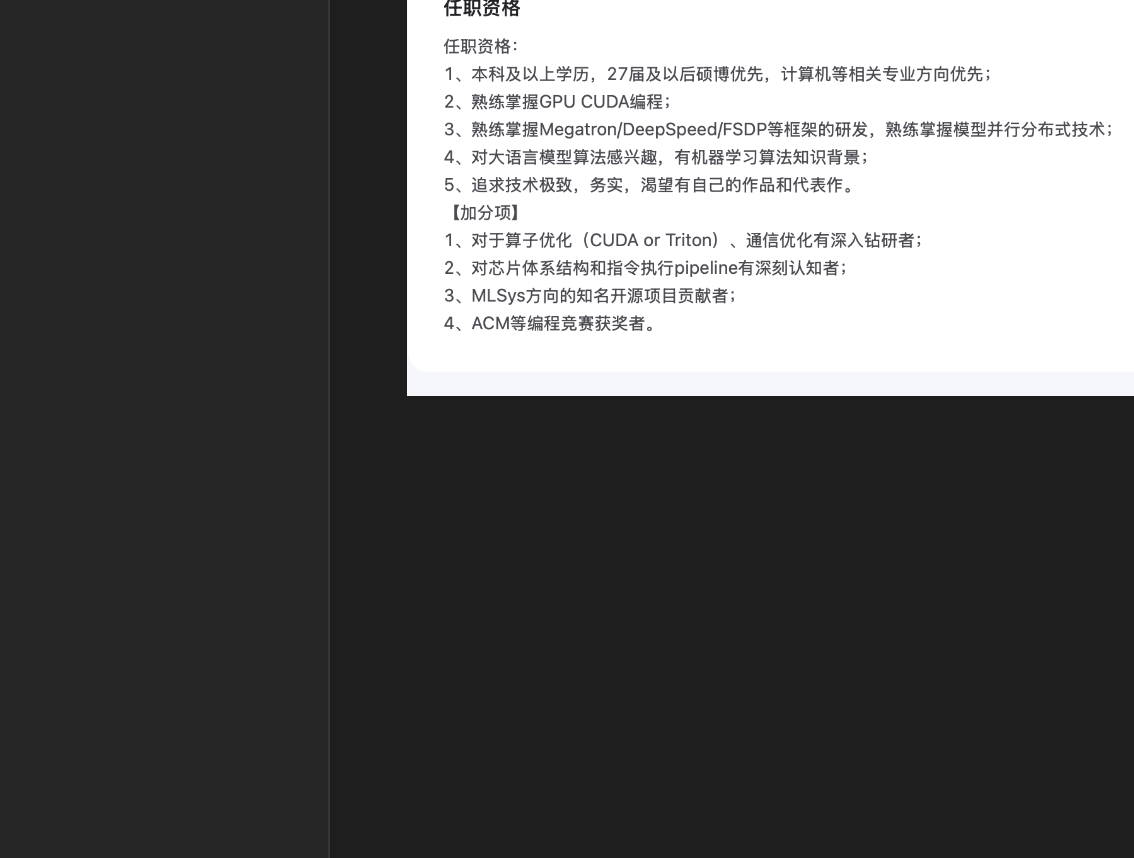 任职资格
任职资格：
1、本科及以上学历，27届及以后硕博优先，计算机等相关专业方向优先；
2、熟练掌握GPU CUDA编程；
3、熟练掌握Megatron/DeepSpeed/FSDP等框架的研发，熟练掌握模型并行分布式技术；
4、对大语言模型算法感兴趣，有机器学习算法知识背景；
5、追求技术极致，务实，渴望有自己的作品和代表作。
【加分项】
1、对于算子优化（CUDA or Triton）、通信优化有深入钻研者；
2、对芯片体系结构和指令执行pipeline有深刻认知者；
3、MLSys方向的知名开源项目贡献者；
4、ACM等编程竞赛获奖者。